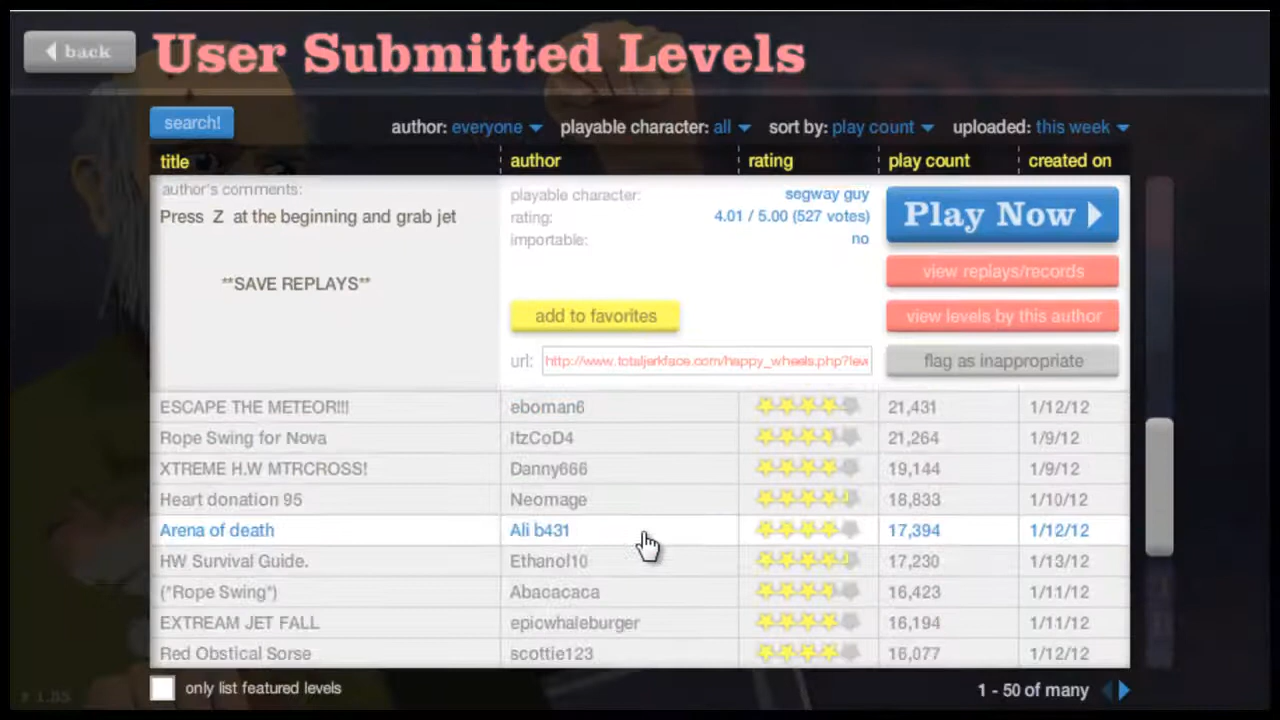 back
User Submitted Levels
search!
author: everyone playable character: all sort by: play count uploaded: this week
title author rating play count created on
author's comments:
Press Z at the beginning and grab jet
**SAVE REPLAYS**
playable character: segway guy
rating: 4.01 / 5.00 (527 votes)
importable: no
add to favorites
url: http://www.totaljerkface.com/happy_wheels.php?lev
Play Now
view replays/records
view levels by this author
flag as inappropriate
ESCAPE THE METEOR!!! eboman6 21,431 1/12/12
Rope Swing for Nova ItzCoD4 21,264 1/9/12
XTREME H.W MTRCROSS! Danny666 19,144 1/9/12
Heart donation 95 Neomage 18,833 1/10/12
Arena of death Ali b431 17,394 1/12/12
HW Survival Guide. Ethanol10 17,230 1/13/12
(*Rope Swing*) Abacacaca 16,423 1/11/12
EXTREAM JET FALL epicwhaleburger 16,194 1/11/12
Red Obstical Sorse scottie123 16,077 1/12/12
only list featured levels
1 - 50 of many